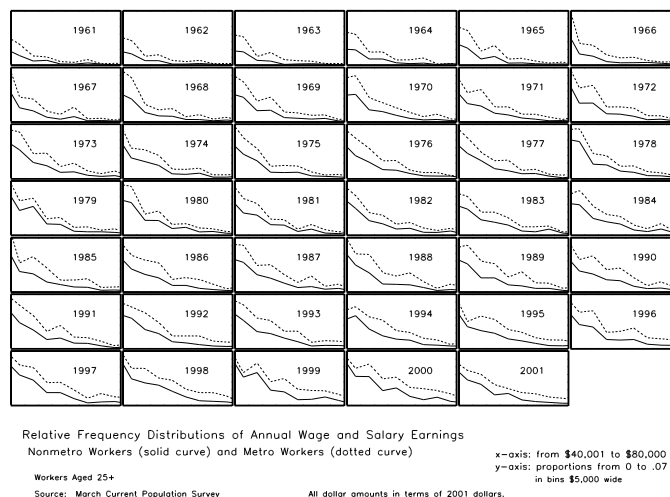 1961 1962 1963 1964 1965 1966
1967 1968 1969 1970 1971 1972
1973 1974 1975 1976 1977 1978
1979 1980 1981 1982 1983 1984
1985 1986 1987 1988 1989 1990
1991 1992 1993 1994 1995 1996
1997 1998 1999 2000 2001
Relative Frequency Distributions of Annual Wage and Salary Earnings
Nonmetro Workers (solid curve) and Metro Workers (dotted curve)
x-axis: from $40,001 to $80,000
y-axis: proportions from 0 to .07
in bins $5,000 wide
Workers Aged 25+
Source: March Current Population Survey
All dollar amounts in terms of 2001 dollars.